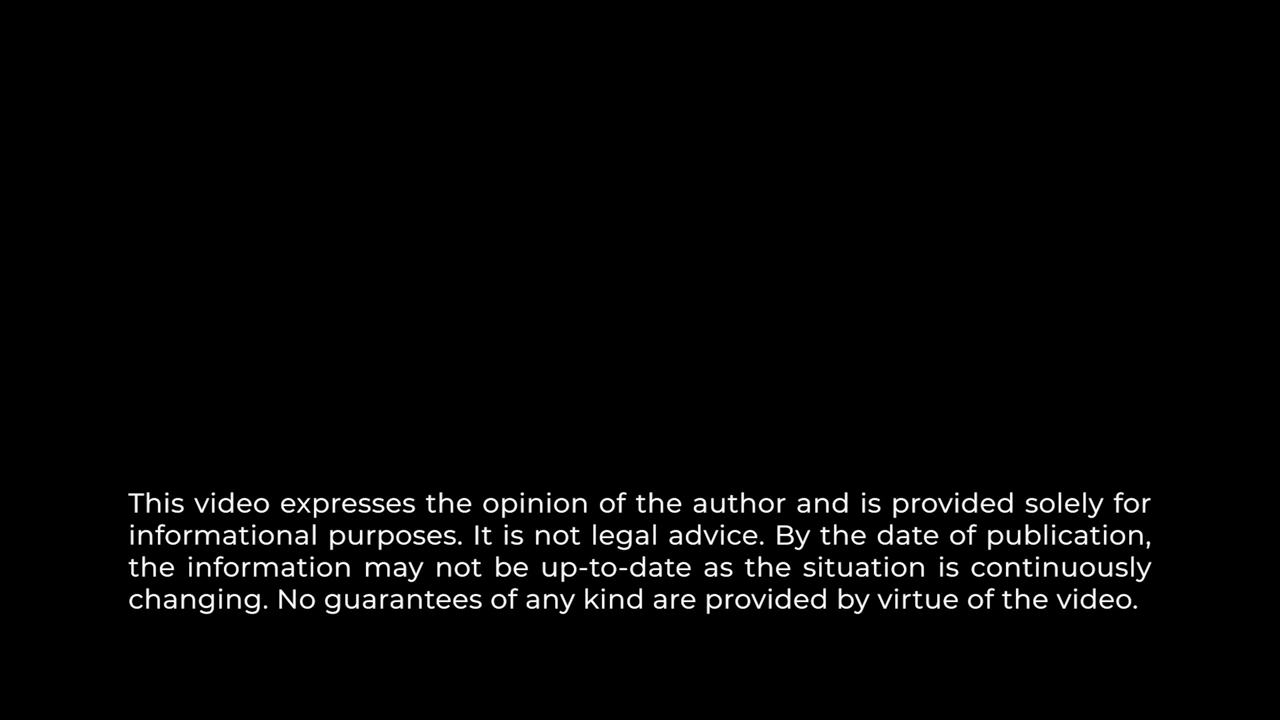 This video expresses the opinion of the author and is provided solely for
informational purposes. It is not legal advice. By the date of publication,
the information may not be up-to-date as the situation is continuously
changing. No guarantees of any kind are provided by virtue of the video.